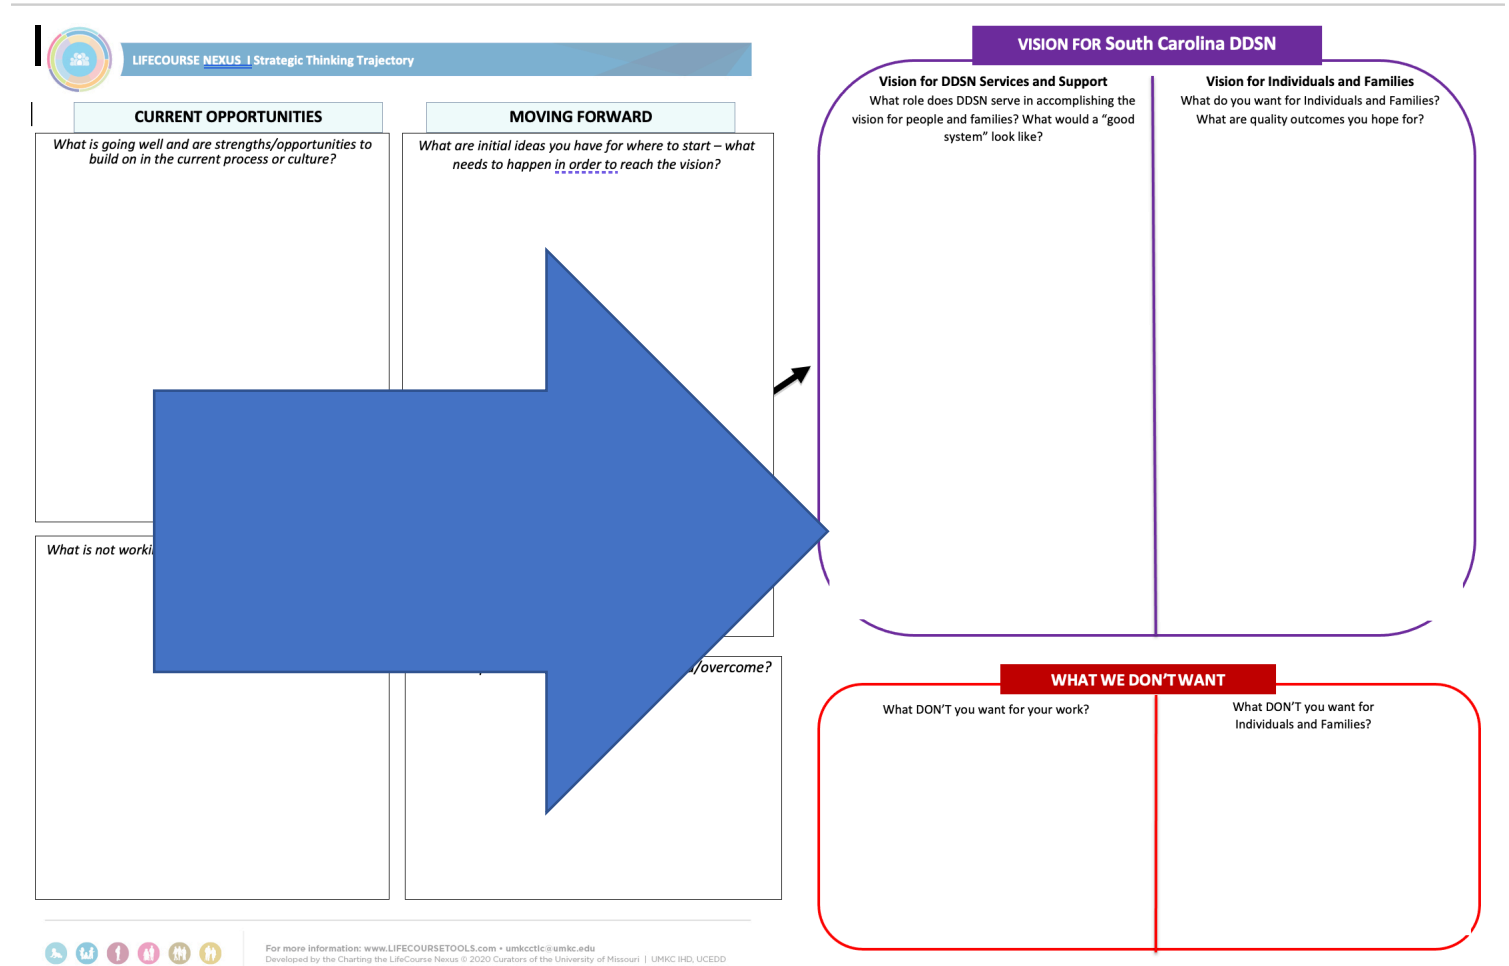 LIFECOURSE NEXUS I Strategic Thinking Trajectory
CURRENT OPPORTUNITIES
What is going well and are strengths/opportunities to
build on in the current process or culture?
MOVING FORWARD
What are initial ideas you have for where to start – what
needs to happen in order to reach the vision?
What is not
/overcome?
VISION FOR South Carolina DDSN
Vision for DDSN Services and Support
What role does DDSN serve in accomplishing the
vision for people and families? What would a “good
system” look like?
Vision for Individuals and Families
What do you want for Individuals and Families?
What are quality outcomes you hope for?
WHAT WE DON’T WANT
What DON’T you want for your work?
What DON’T you want for
Individuals and Families?
For more information: www.LIFECOURSETOOLS.com • umkcctlc@umkc.edu
Developed by the Charting the LifeCourse Nexus © 2020 Curators of the University of Missouri | UMKC IHD, UCEDD